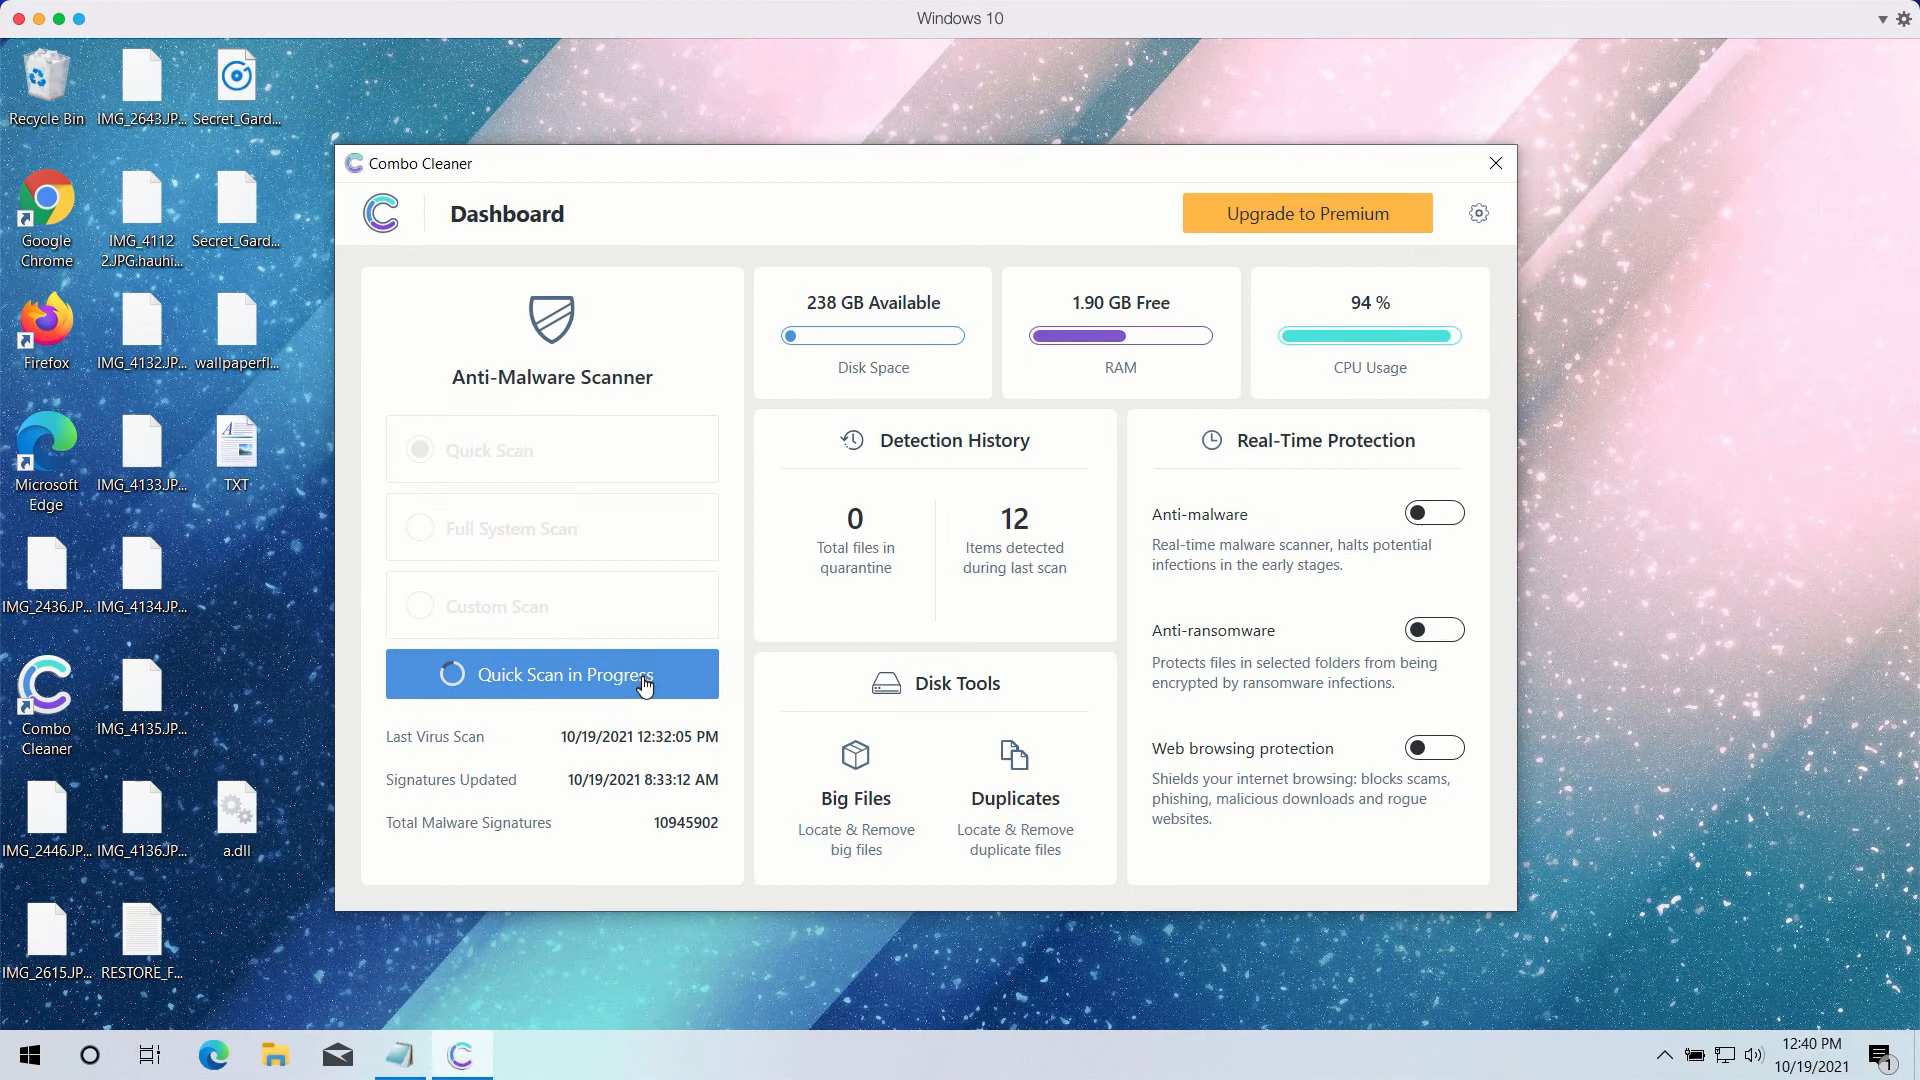 Windows 10
Recycle Bin
IMG_2643.JP...
Secret_Gard...
Google
Chrome
IMG_4112
2.JPG.hauhi...
Secret_Gard...
Firefox
IMG_4132.JP...
wallpaperfl...
Microsoft
Edge
IMG_4133.JP...
TXT
IMG_2436.JP...
IMG_4134.JP...
Combo
Cleaner
IMG_4135.JP...
IMG_2446.JP...
IMG_4136.JP...
a.dll
IMG_2615.JP...
RESTORE_F...
Combo Cleaner
Dashboard
Upgrade to Premium
Anti-Malware Scanner
Quick Scan
Full System Scan
Custom Scan
Quick Scan in Progress
Last Virus Scan 10/19/2021 12:32:05 PM
Signatures Updated 10/19/2021 8:33:12 AM
Total Malware Signatures 10945902
238 GB Available
Disk Space
1.90 GB Free
RAM
94 %
CPU Usage
Detection History
0
Total files in
quarantine
12
Items detected
during last scan
Disk Tools
Big Files
Locate & Remove
big files
Duplicates
Locate & Remove
duplicate files
Real-Time Protection
Anti-malware
Real-time malware scanner, halts potential
infections in the early stages.
Anti-ransomware
Protects files in selected folders from being
encrypted by ransomware infections.
Web browsing protection
Shields your internet browsing: blocks scams,
phishing, malicious downloads and rogue
websites.
12:40 PM
10/19/2021
1